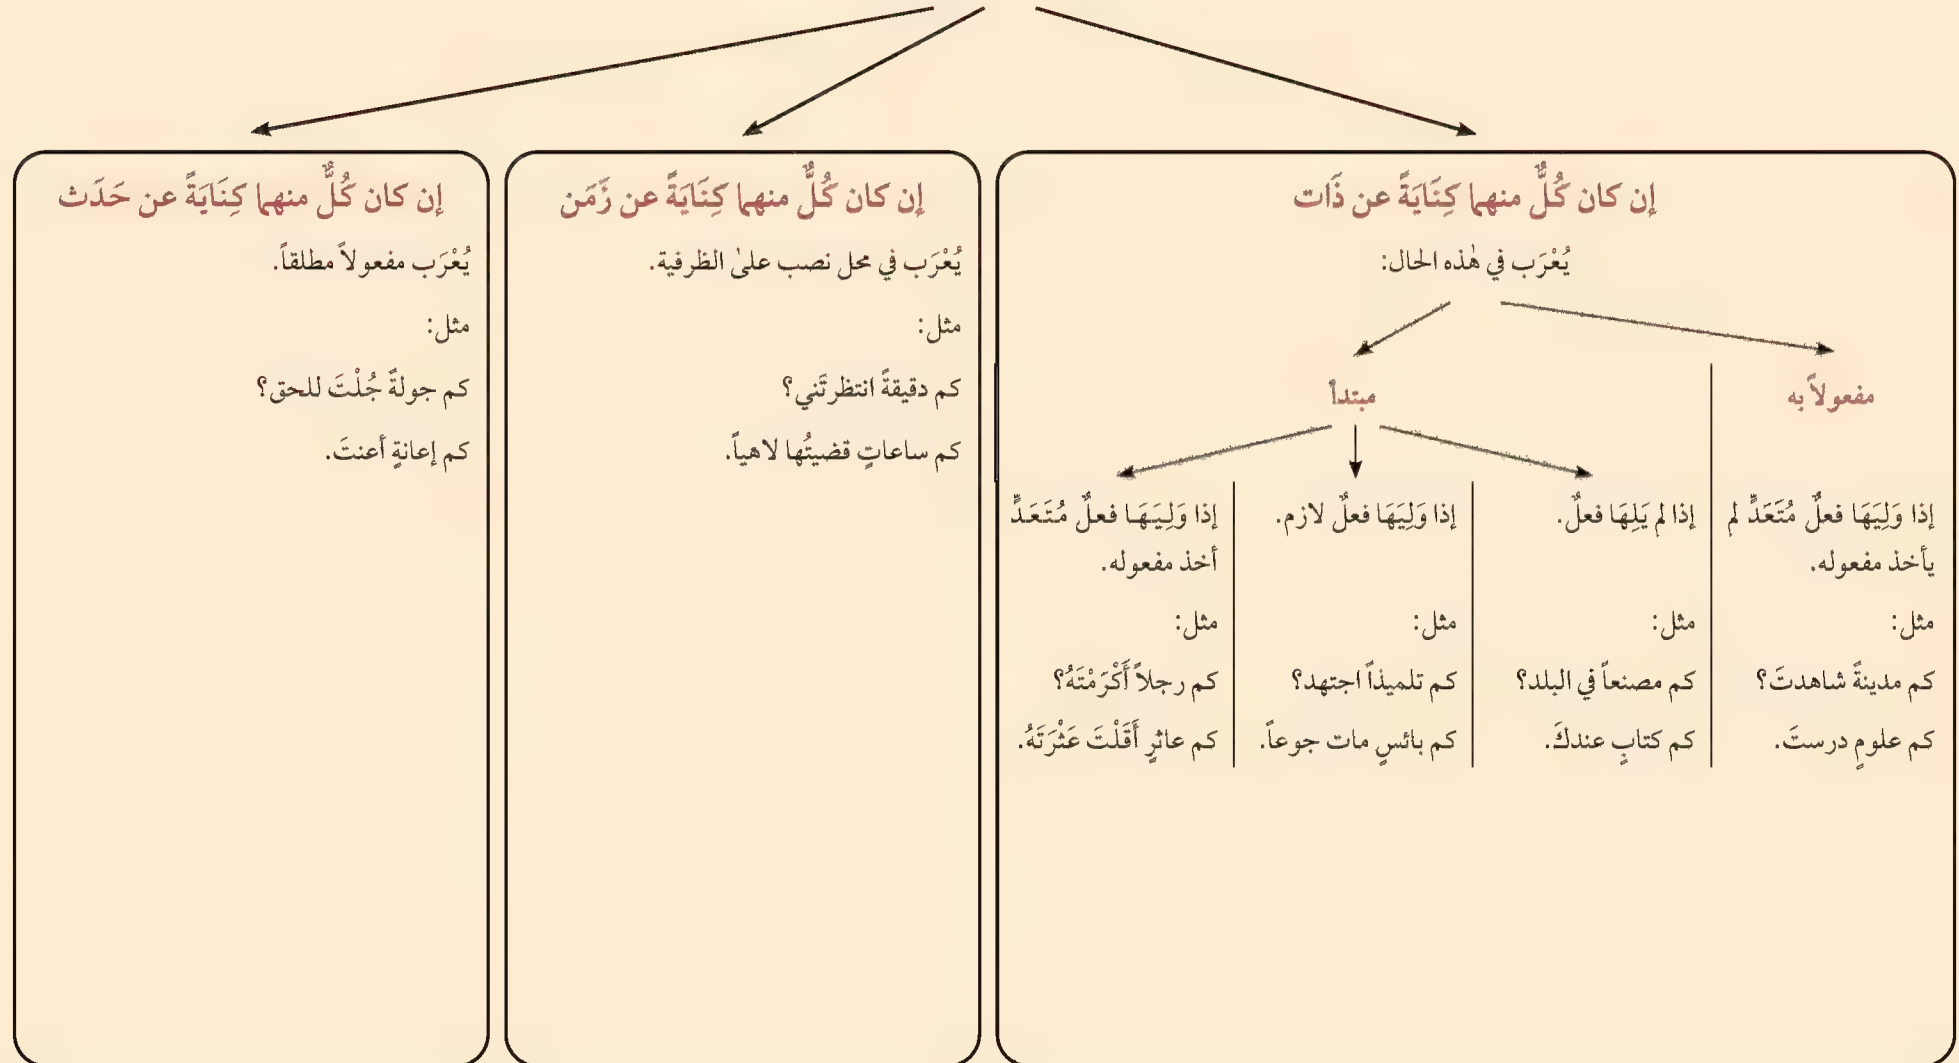 إن كان كُلٌّ منهما كِنَايَةً عن ذَات
يُعْرَب في هٰذه الحال:
مفعولاً به
إذا وَلِيَهَا فعلٌ مُتَعَدٍّ لم
يأخذ مفعوله.
مثل:
كم مدينةً شاهدتَ؟
كم علومٍ درستَ.
مبتدأ
إذا لم يَلِهَا فعلٌ.
مثل:
كم مصنعاً في البلد؟
كم كتابٍ عندكَ.
إذا وَلِيَهَا فعلٌ لازم.
مثل:
كم تلميذاً اجتهد؟
كم بائسٍ مات جوعاً.
إذا وَلِيَهَا فعلٌ مُتَعَدٍّ
أخذ مفعوله.
مثل:
كم رجلاً أَكْرَمْتَهُ؟
كم عاثرٍ أَقَلْتَ عَثْرَتَهُ.
إن كان كُلٌّ منهما كِنَايَةً عن زَمَن
يُعْرَب في محل نصب علىٰ الظرفية.
مثل:
كم دقيقةً انتظرتَني؟
كم ساعاتٍ قضيتُها لاهياً.
إن كان كُلٌّ منهما كِنَايَةً عن حَدَث
يُعْرَب مفعولاً مطلقاً.
مثل:
كم جولةً جُلْتَ للحق؟
كم إعانةٍ أعنتَ.